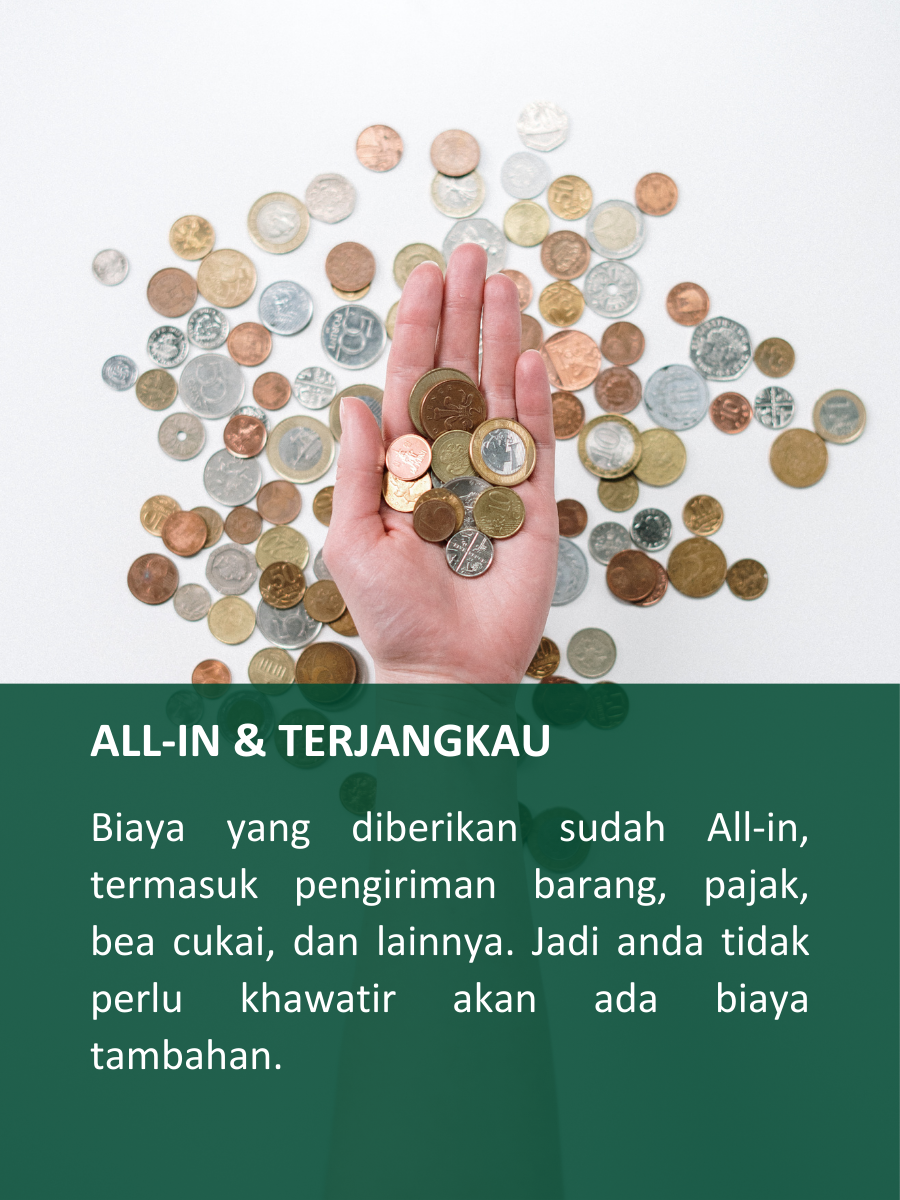 ALL-IN & TERJANGKAU
Biaya yang diberikan sudah All-in,
termasuk pengiriman barang, pajak,
bea cukai, dan lainnya. Jadi anda tidak
perlu khawatir akan ada biaya
tambahan.